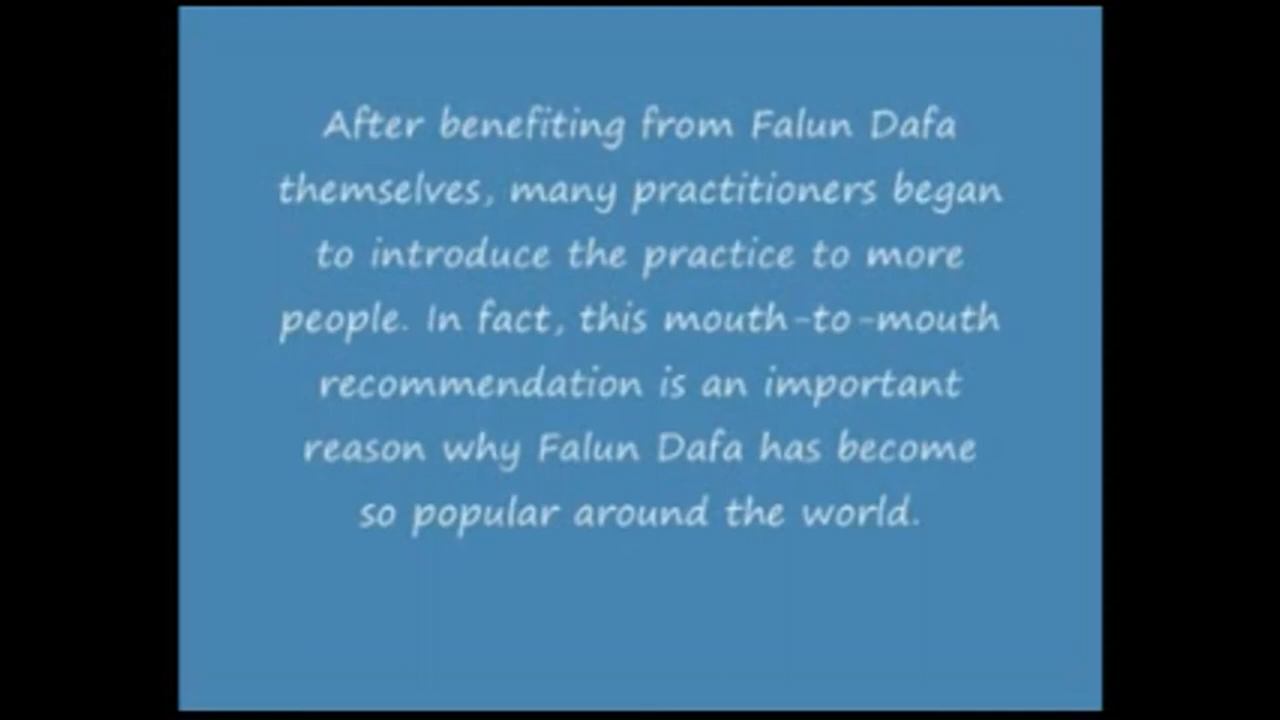 After benefiting from Falun Dafa
themselves, many practitioners began
to introduce the practice to more
people. In fact, this mouth-to-mouth
recommendation is an important
reason why Falun Dafa has become
so popular around the world.